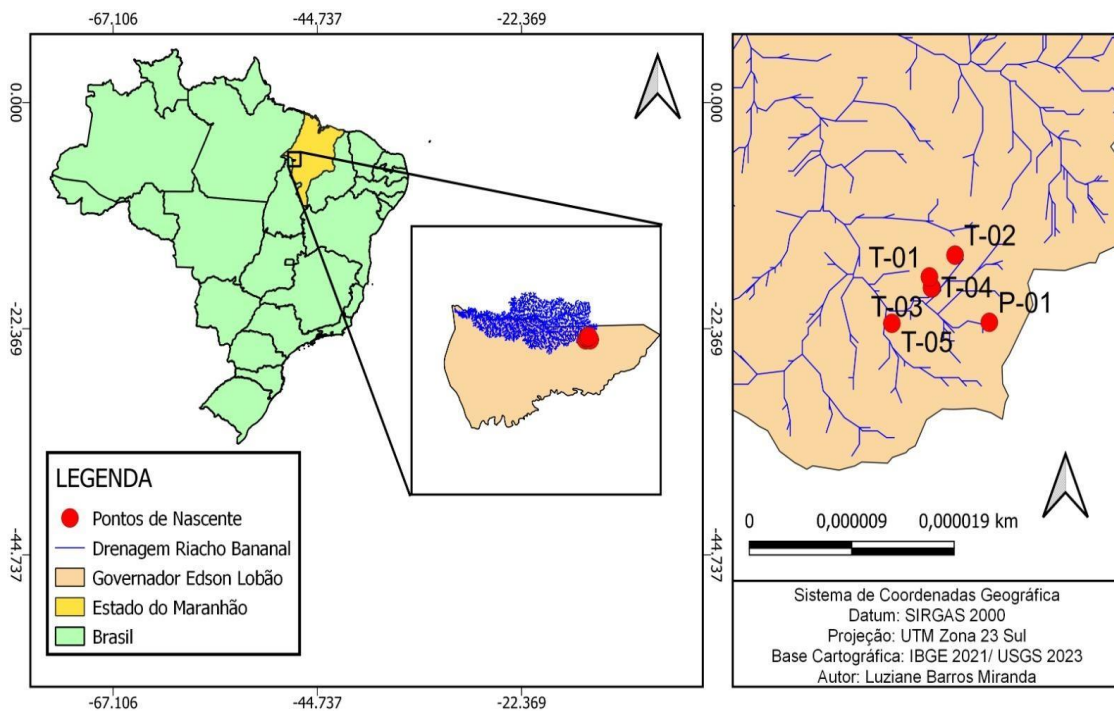 -67.106
-44.737
-22.369
0.000
0.000
-22.369
-22.369
-44.737
-44.737
-67.106
-44.737
-22.369
LEGENDA
Pontos de Nascente
Drenagem Riacho Bananal
Governador Edson Lobão
Estado do Maranhão
Brasil
T-02
T-01
T-04
T-03
P-01
T-05
0
0,000009
0,000019 km
Sistema de Coordenadas Geográfica
Datum: SIRGAS 2000
Projeção: UTM Zona 23 Sul
Base Cartográfica: IBGE 2021/ USGS 2023
Autor: Luziane Barros Miranda